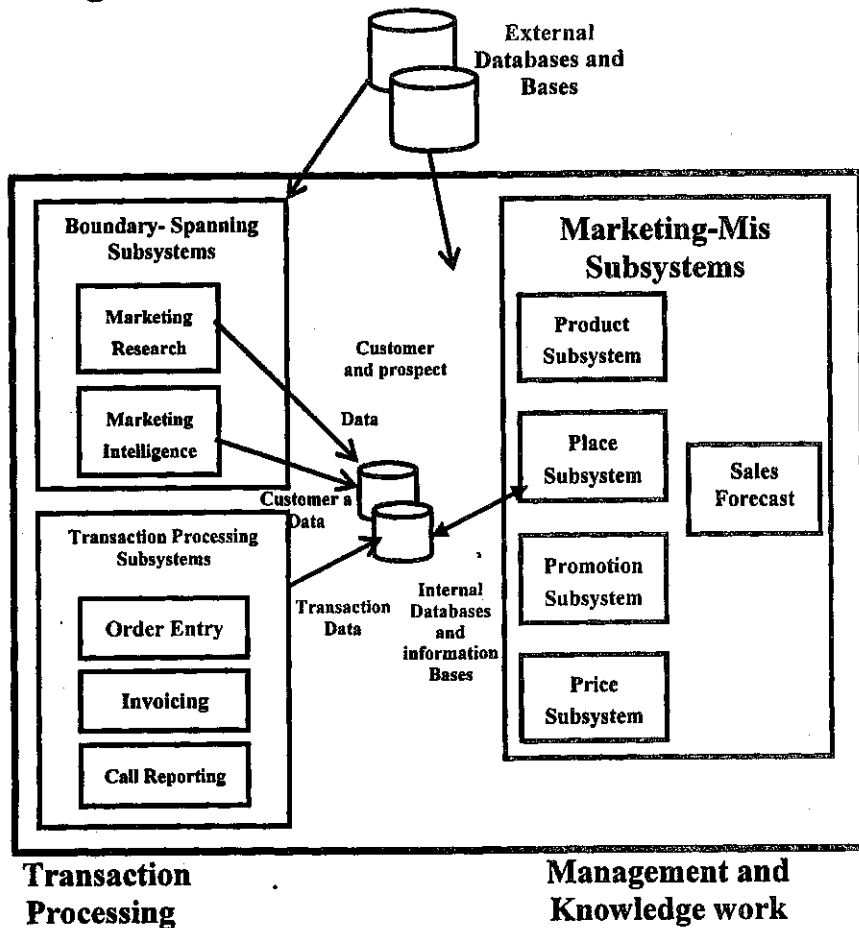 External
Databases and
Bases
Boundary- Spanning
Subsystems
Marketing
Research
Marketing
Intelligence
Customer
and prospect
Data
Customer a
Data
Transaction Processing
Subsystems
Order Entry
Invoicing
Call Reporting
Transaction
Data
Internal
Databases
and
information
Bases
Marketing-Mis
Subsystems
Product
Subsystem
Place
Subsystem
Sales
Forecast
Promotion
Subsystem
Price
Subsystem
Transaction
Processing
Management and
Knowledge work